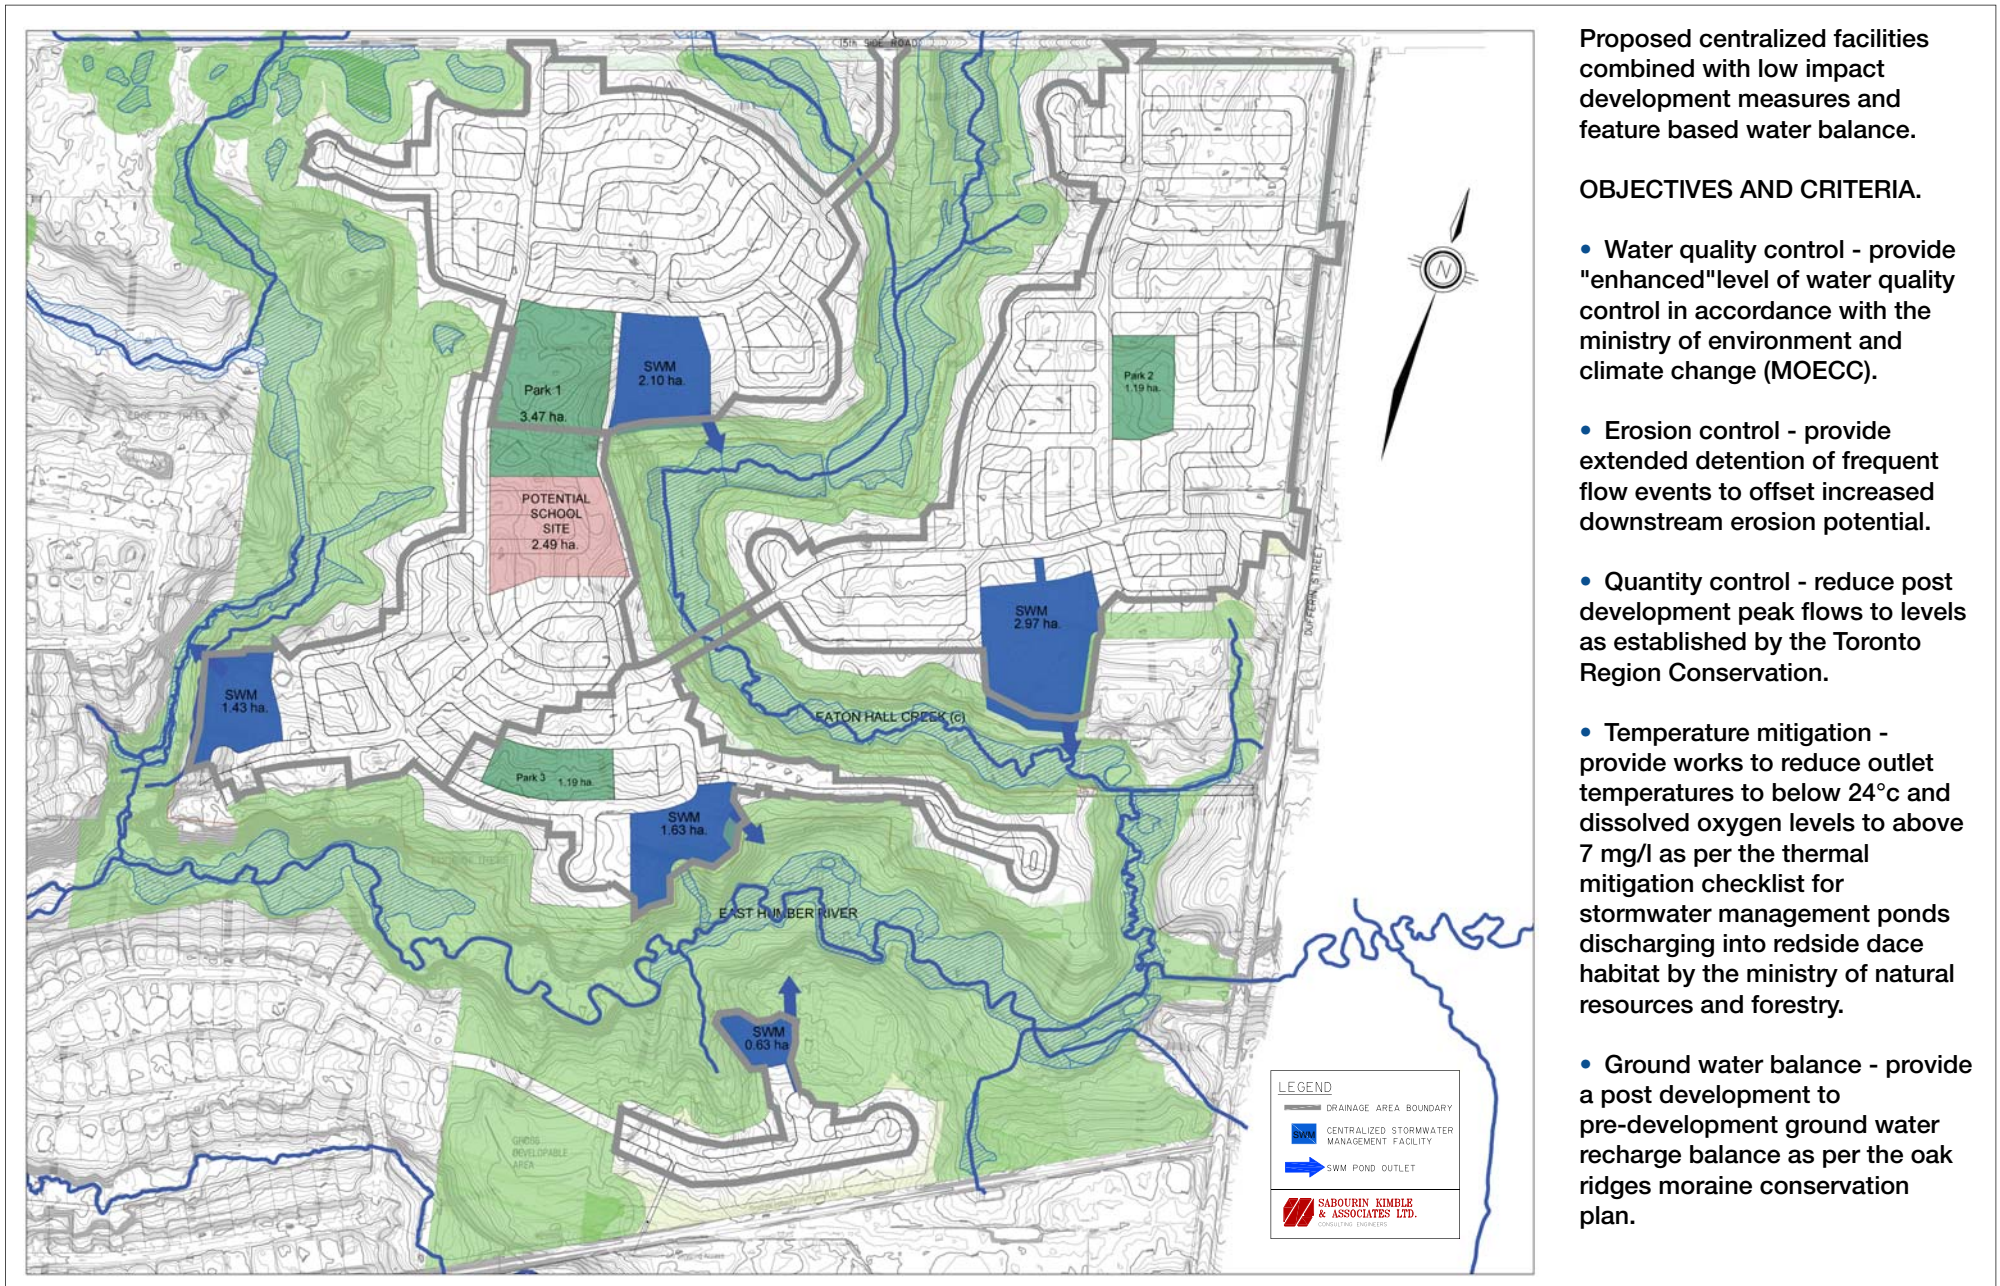 15th SIDE ROAD
Park 1
3.47 ha.
SWM
2.10 ha.
Park 2
1.19 ha.
POTENTIAL
SCHOOL
SITE
2.49 ha.
SWM
2.97 ha.
DUFFERIN STREET
SWM
1.43 ha.
EATON HALL CREEK (c)
Park 3 1.19 ha.
SWM
1.63 ha.
EDGE OF TREES
EDGE OF TREES
EAST HUMBER RIVER
SWM
0.63 ha
GROSS
DEVELOPABLE
AREA
N
LEGEND
DRAINAGE AREA BOUNDARY
SWM
CENTRALIZED STORMWATER
MANAGEMENT FACILITY
SWM POND OUTLET
SABOURIN KIMBLE
& ASSOCIATES LTD.
CONSULTING ENGINEERS
Proposed centralized facilities
combined with low impact
development measures and
feature based water balance.
OBJECTIVES AND CRITERIA.
• Water quality control - provide
"enhanced"level of water quality
control in accordance with the
ministry of environment and
climate change (MOECC).
• Erosion control - provide
extended detention of frequent
flow events to offset increased
downstream erosion potential.
• Quantity control - reduce post
development peak flows to levels
as established by the Toronto
Region Conservation.
• Temperature mitigation -
provide works to reduce outlet
temperatures to below 24°c and
dissolved oxygen levels to above
7 mg/l as per the thermal
mitigation checklist for
stormwater management ponds
discharging into redside dace
habitat by the ministry of natural
resources and forestry.
• Ground water balance - provide
a post development to
pre-development ground water
recharge balance as per the oak
ridges moraine conservation
plan.